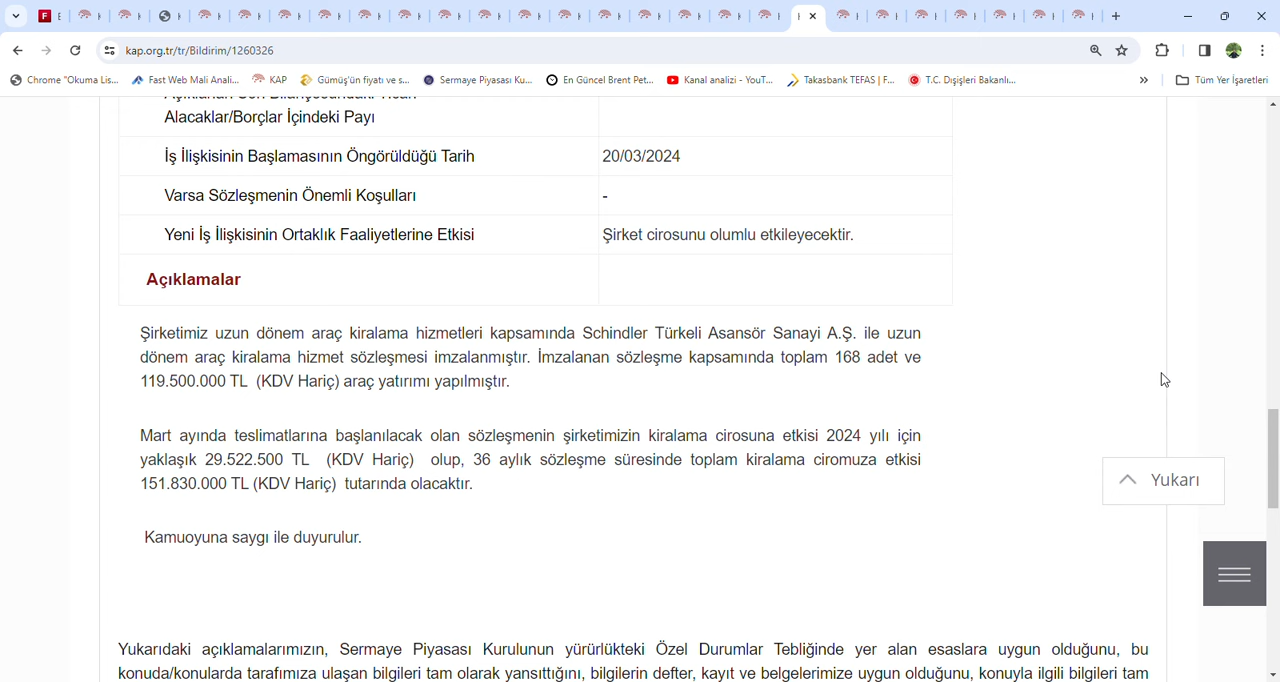 kap.org.tr/tr/Bildirim/1260326
Chrome "Okuma Lis... Fast Web Mali Anali... KAP Gümüş'ün fiyatı ve s... Sermaye Piyasası Ku... En Güncel Brent Pet... Kanal analizi - YouT... Takasbank TEFAS | F... T.C. Dışişleri Bakanlı... Tüm Yer İşaretleri
Alacaklar/Borçlar İçindeki Payı
İş İlişkisinin Başlamasının Öngörüldüğü Tarih 20/03/2024
Varsa Sözleşmenin Önemli Koşulları -
Yeni İş İlişkisinin Ortaklık Faaliyetlerine Etkisi Şirket cirosunu olumlu etkileyecektir.
Açıklamalar
Şirketimiz uzun dönem araç kiralama hizmetleri kapsamında Schindler Türkeli Asansör Sanayi A.Ş. ile uzun
dönem araç kiralama hizmet sözleşmesi imzalanmıştır. İmzalanan sözleşme kapsamında toplam 168 adet ve
119.500.000 TL (KDV Hariç) araç yatırımı yapılmıştır.
Mart ayında teslimatlarına başlanılacak olan sözleşmenin şirketimizin kiralama cirosuna etkisi 2024 yılı için
yaklaşık 29.522.500 TL (KDV Hariç) olup, 36 aylık sözleşme süresinde toplam kiralama ciromuza etkisi
151.830.000 TL (KDV Hariç) tutarında olacaktır.
Yukarı
Kamuoyuna saygı ile duyurulur.
Yukarıdaki açıklamalarımızın, Sermaye Piyasası Kurulunun yürürlükteki Özel Durumlar Tebliğinde yer alan esaslara uygun olduğunu, bu
konuda/konularda tarafımıza ulaşan bilgileri tam olarak yansıttığını, bilgilerin defter, kayıt ve belgelerimize uygun olduğunu, konuyla ilgili bilgileri tam